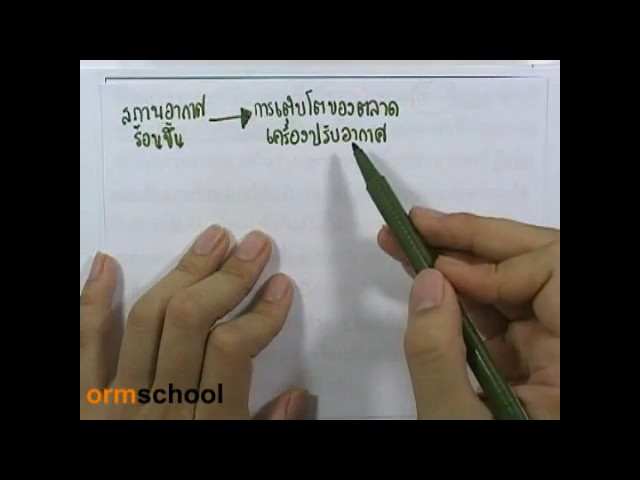 สภาพอากาศ → การเติบโตของตลาด
ร้อนขึ้น เครื่องปรับอากาศ
ormschool